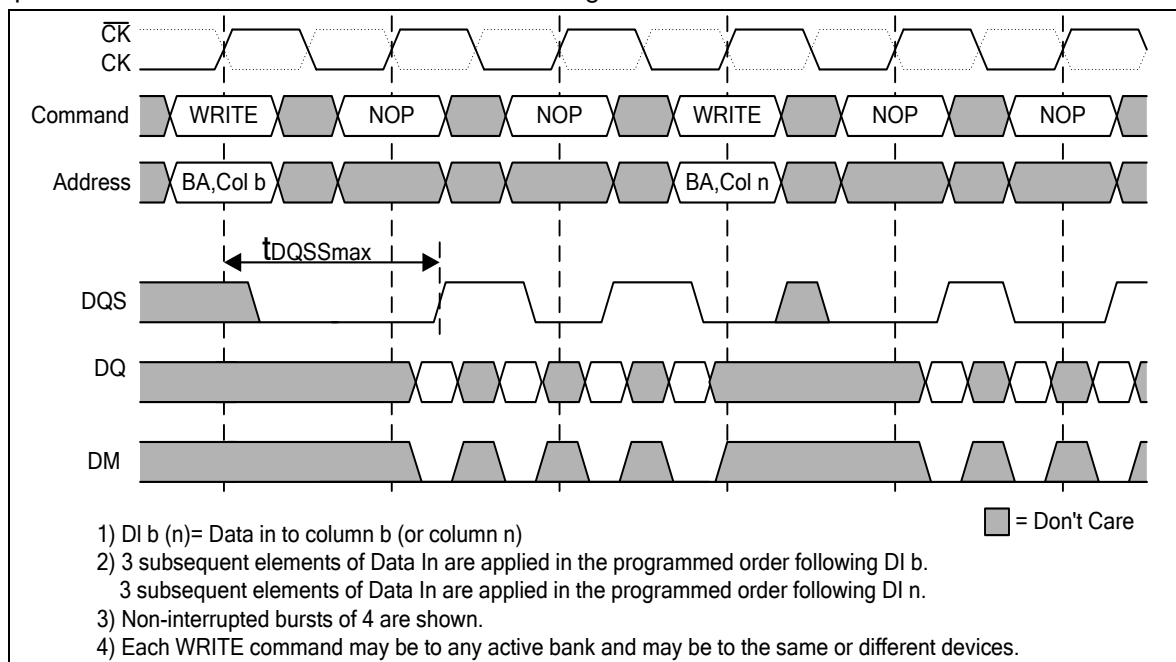 CK
CK
Command WRITE NOP NOP WRITE NOP NOP
Address BA,Col b BA,Col n
tDQSSmax
DQS
DQ
DM
= Don't Care
1) DI b (n)= Data in to column b (or column n)
2) 3 subsequent elements of Data In are applied in the programmed order following DI b.
3 subsequent elements of Data In are applied in the programmed order following DI n.
3) Non-interrupted bursts of 4 are shown.
4) Each WRITE command may be to any active bank and may be to the same or different devices.